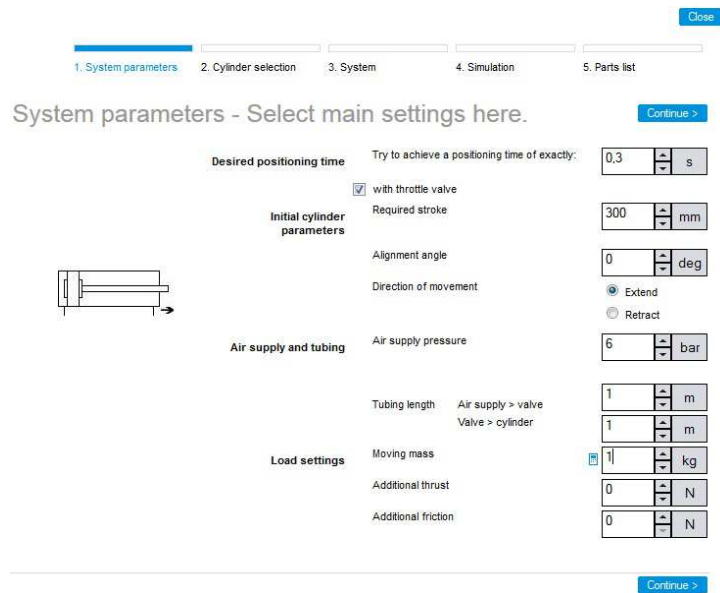 Close
1. System parameters 2. Cylinder selection 3. System 4. Simulation 5. Parts list
System parameters - Select main settings here. Continue >
Desired positioning time Try to achieve a positioning time of exactly: 0,3 s
with throttle valve
Initial cylinder Required stroke 300 mm
parameters
Alignment angle 0 deg
Direction of movement Extend
Retract
Air supply and tubing Air supply pressure 6 bar
Tubing length Air supply > valve 1 m
Valve > cylinder 1 m
Load settings Moving mass 1 kg
Additional thrust 0 N
Additional friction 0 N
Continue >